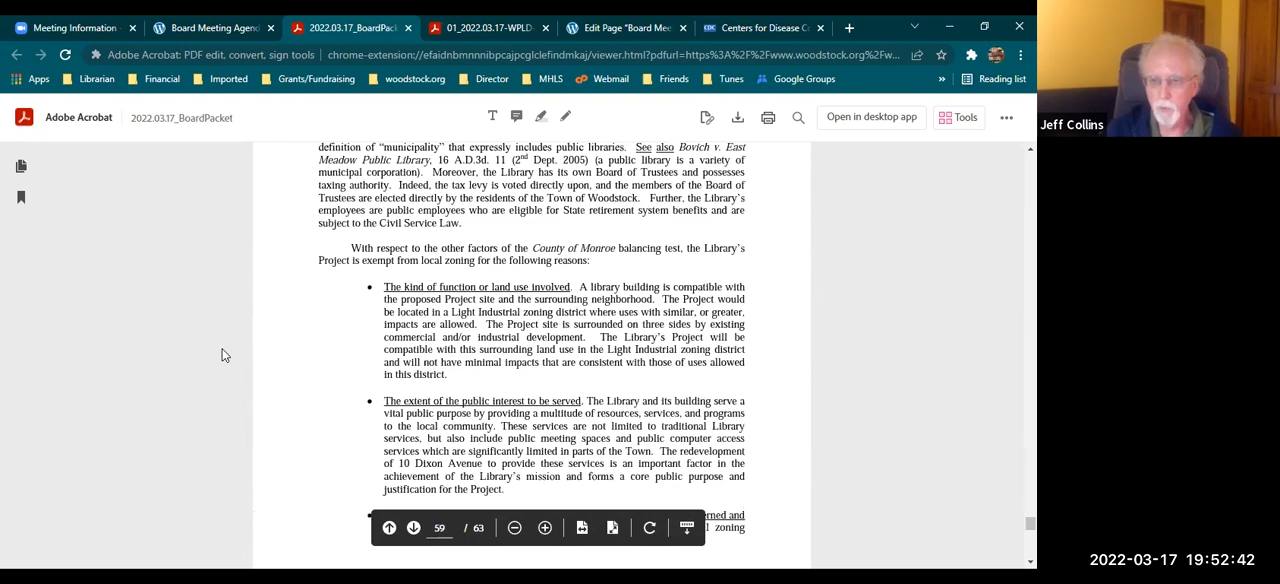 Meeting Information -
Board Meeting Agend
2022.03.17_BoardPack
01_2022.03.17-WPLD-
Edit Page "Board Mee
Centers for Disease C
Adobe Acrobat: PDF edit, convert, sign tools
chrome-extension://efaidnbmnnnibpcajpcglclefindmkaj/viewer.html?pdfurl=https%3A%2F%2Fwww.woodstock.org%2Fw...
Apps
Librarian
Financial
Imported
Grants/Fundraising
woodstock.org
Director
MHLS
Webmail
Friends
Tunes
Google Groups
»
Reading list
Adobe Acrobat
2022.03.17_BoardPacket
Open in desktop app
Tools
Jeff Collins
definition of "municipality" that expressly includes public libraries. See also Bovich v. East
Meadow Public Library, 16 A.D.3d. 11 (2nd Dept. 2005) (a public library is a variety of
municipal corporation). Moreover, the Library has its own Board of Trustees and possesses
taxing authority. Indeed, the tax levy is voted directly upon, and the members of the Board of
Trustees are elected directly by the residents of the Town of Woodstock. Further, the Library's
employees are public employees who are eligible for State retirement system benefits and are
subject to the Civil Service Law.
With respect to the other factors of the County of Monroe balancing test, the Library's
Project is exempt from local zoning for the following reasons:
• The kind of function or land use involved. A library building is compatible with
the proposed Project site and the surrounding neighborhood. The Project would
be located in a Light Industrial zoning district where uses with similar, or greater,
impacts are allowed. The Project site is surrounded on three sides by existing
commercial and/or industrial development. The Library's Project will be
compatible with this surrounding land use in the Light Industrial zoning district
and will not have minimal impacts that are consistent with those of uses allowed
in this district.
• The extent of the public interest to be served. The Library and its building serve a
vital public purpose by providing a multitude of resources, services, and programs
to the local community. These services are not limited to traditional Library
services, but also include public meeting spaces and public computer access
services which are significantly limited in parts of the Town. The redevelopment
of 10 Dixon Avenue to provide these services is an important factor in the
achievement of the Library's mission and forms a core public purpose and
justification for the Project.
erned and
zoning
59 / 63
2022-03-17 19:52:42